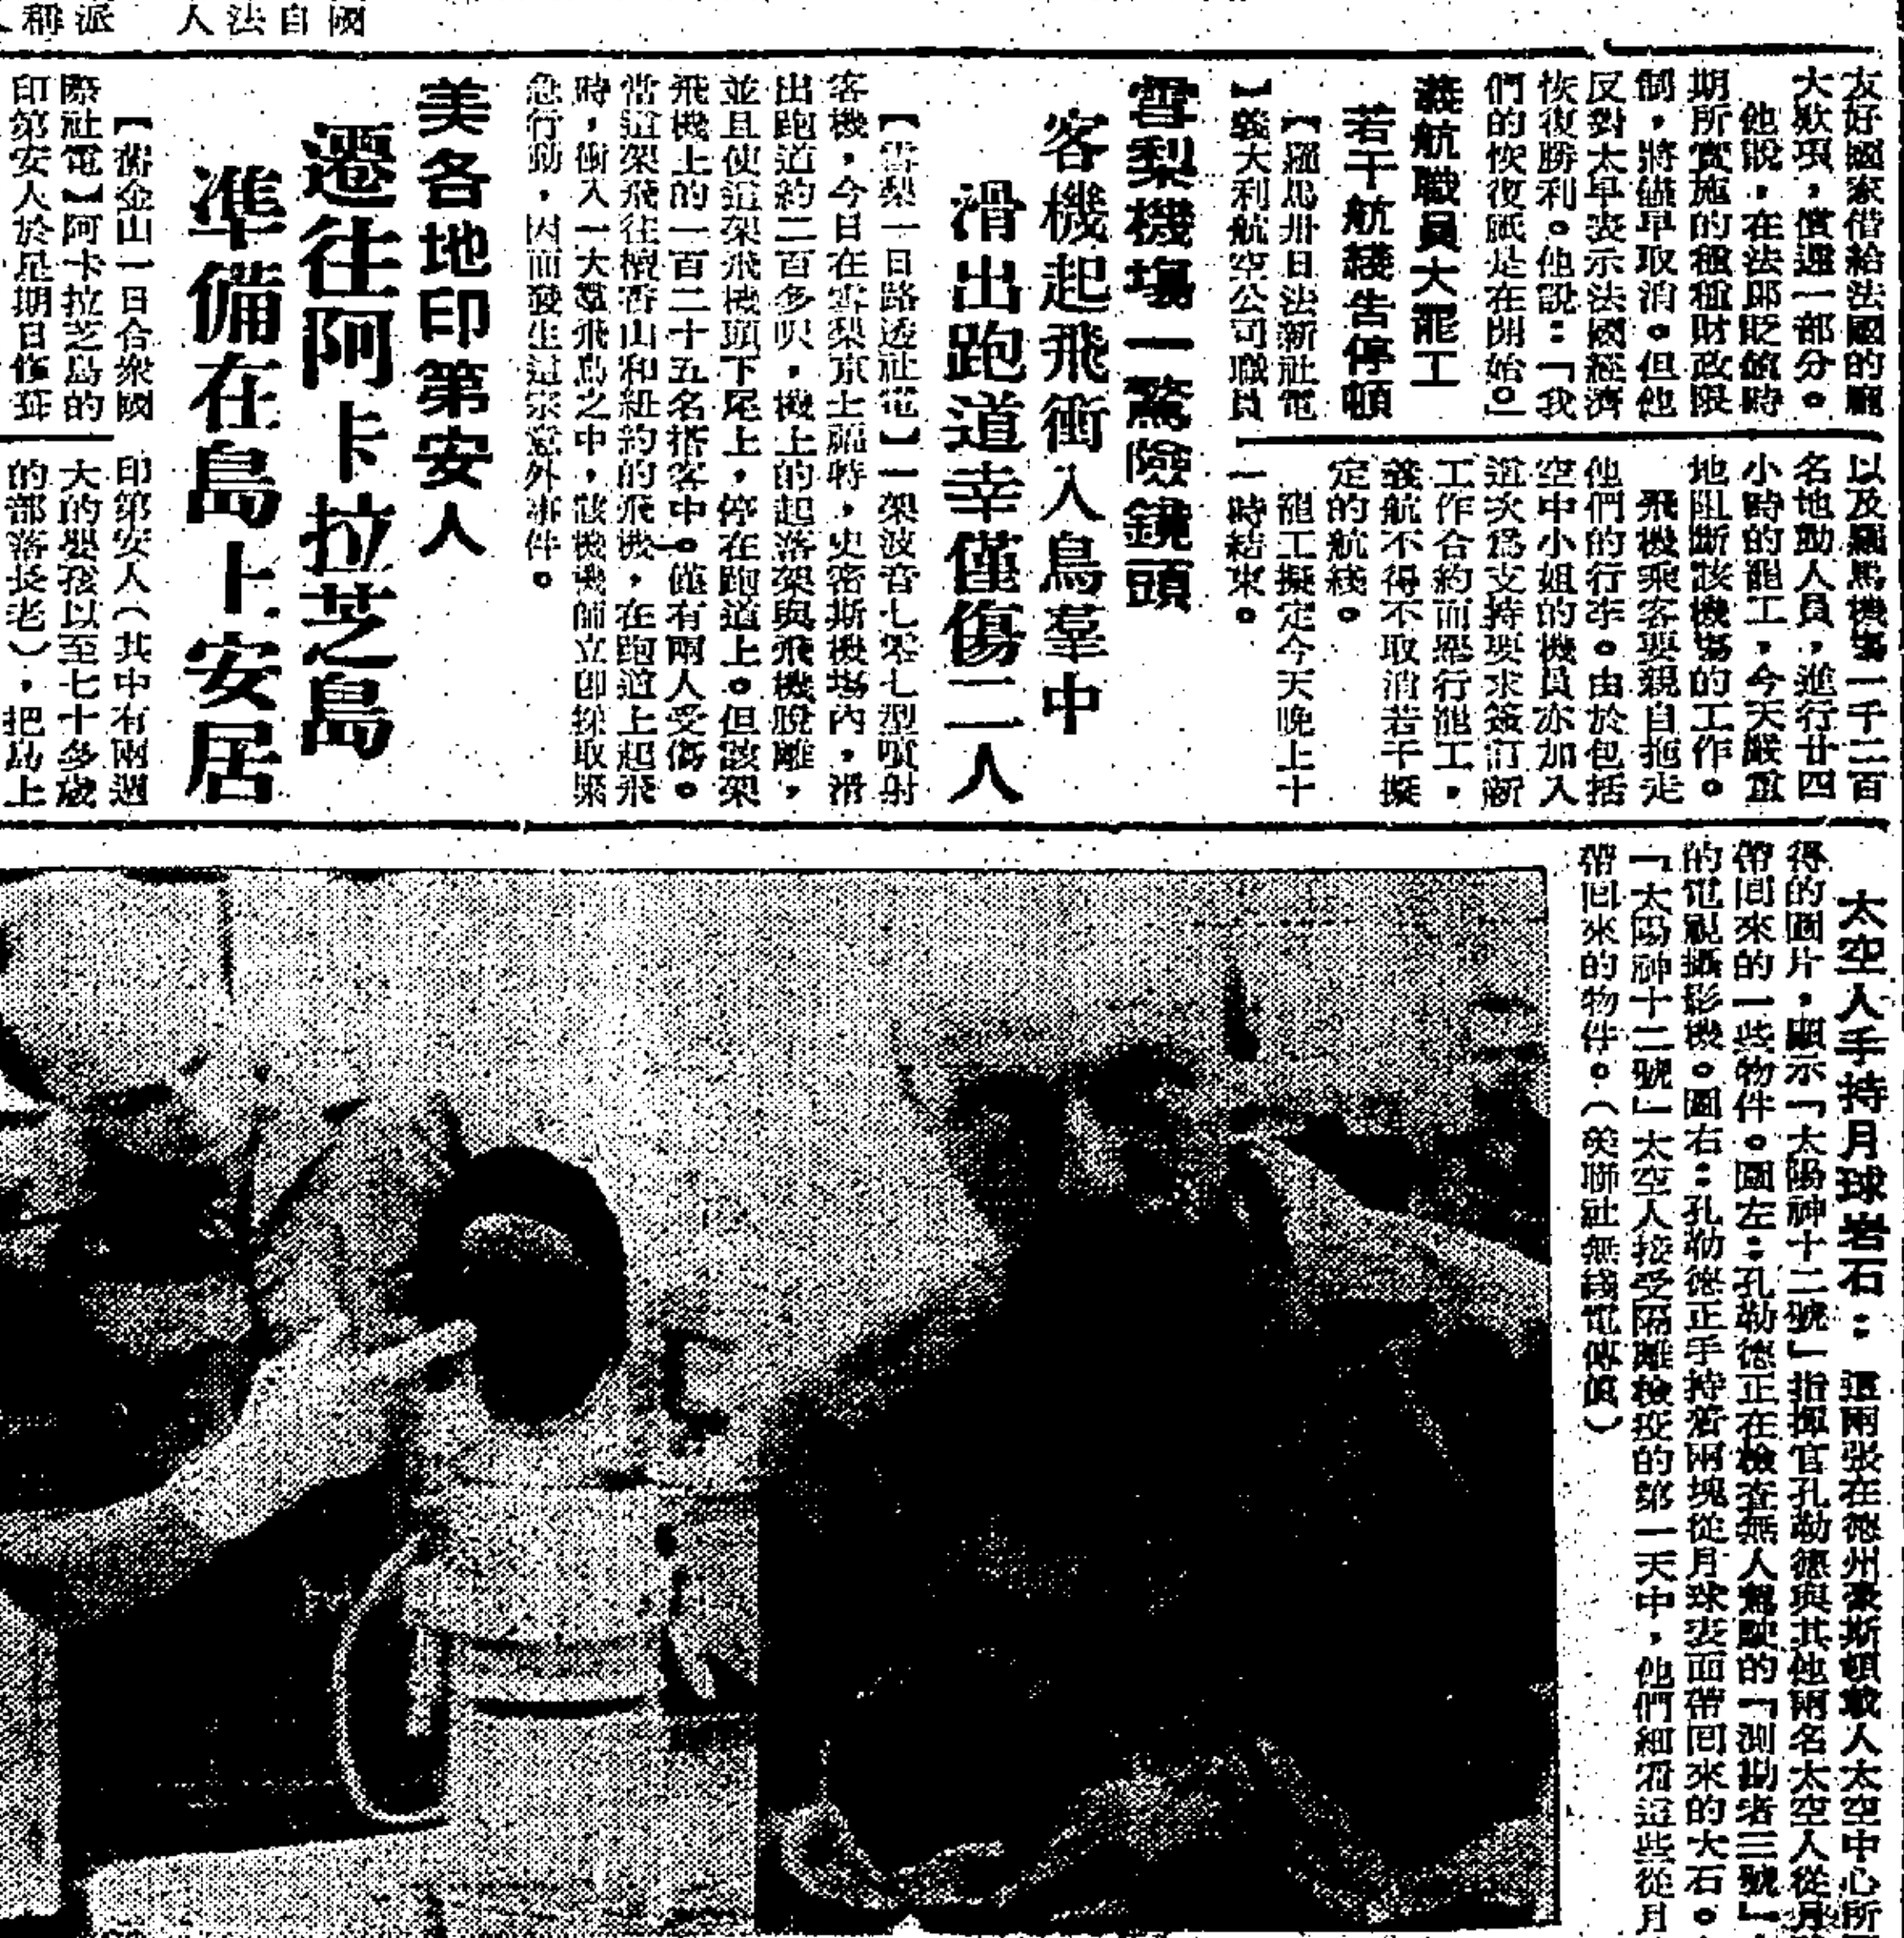 國自法人　派稱
友好國家借給法國的龐
大欵項，償還一部分。
他說，在法郎貶值時
期所實施的種種財政限
制，將儘早取消。但他
反對太早表示法國經濟
恢復勝利。他說：「我
們的恢復祇是在開始。」
義航職員大罷工
若干航綫告停頓
【羅馬卅日法新社電
】義大利航空公司職員
以及羅馬機塲一千二百
名地勤人員，進行廿四
小時的罷工，今天嚴重
地阻斷該機塲的工作。
飛機乘客要親自拖走
他們的行李。由於包括
空中小姐的機員亦加入
這次爲支持要求簽訂新
工作合約而舉行罷工，
義航不得不取消若干擬
定的航綫。
罷工擬定今天晚上十
一時結束。
雪梨機塲一驚險鏡頭
客機起飛衝入鳥羣中
滑出跑道幸僅傷二人
【雪梨一日路透社電】一架波音七零七型噴射
客機，今日在雪梨京士福特，史密斯機塲內，滑
出跑道約二百多呎，機上的起落架與飛機脫離，
並且使這架飛機頭下尾上，停在跑道上。但該架
飛機上的一百二十五名搭客中，僅有兩人受傷。
當這架飛往檀香山和紐約的飛機，在跑道上起飛
時，衝入一大羣飛鳥之中，該機機師立卽採取緊
急行動，因而發生這宗意外事件。
美各地印第安人
遷往阿卡拉芝島
準備在島上安居
【舊金山一日合衆國
際社電】阿卡拉芝島的
印第安人於星期日修葺
印第安人（其中有兩週
大的嬰孩以至七十多歲
的部落長老），把島上
太空人手持月球岩石：這兩張在德州豪斯頓載人太空中心所
得的圖片，顯示「太陽神十二號」指揮官孔勒德與其他兩名太空人從月
帶回來的一些物件。圖左：孔勒德正在檢查無人駕駛的「測勘者三號」
的電視攝影機。圖右：孔勒德正手持着兩塊從月球表面帶回來的大石。
「太陽神十二號」太空人接受隔離檢疫的第一天中，他們細看這些從月
帶回來的物件。（美聯社無綫電傳眞）